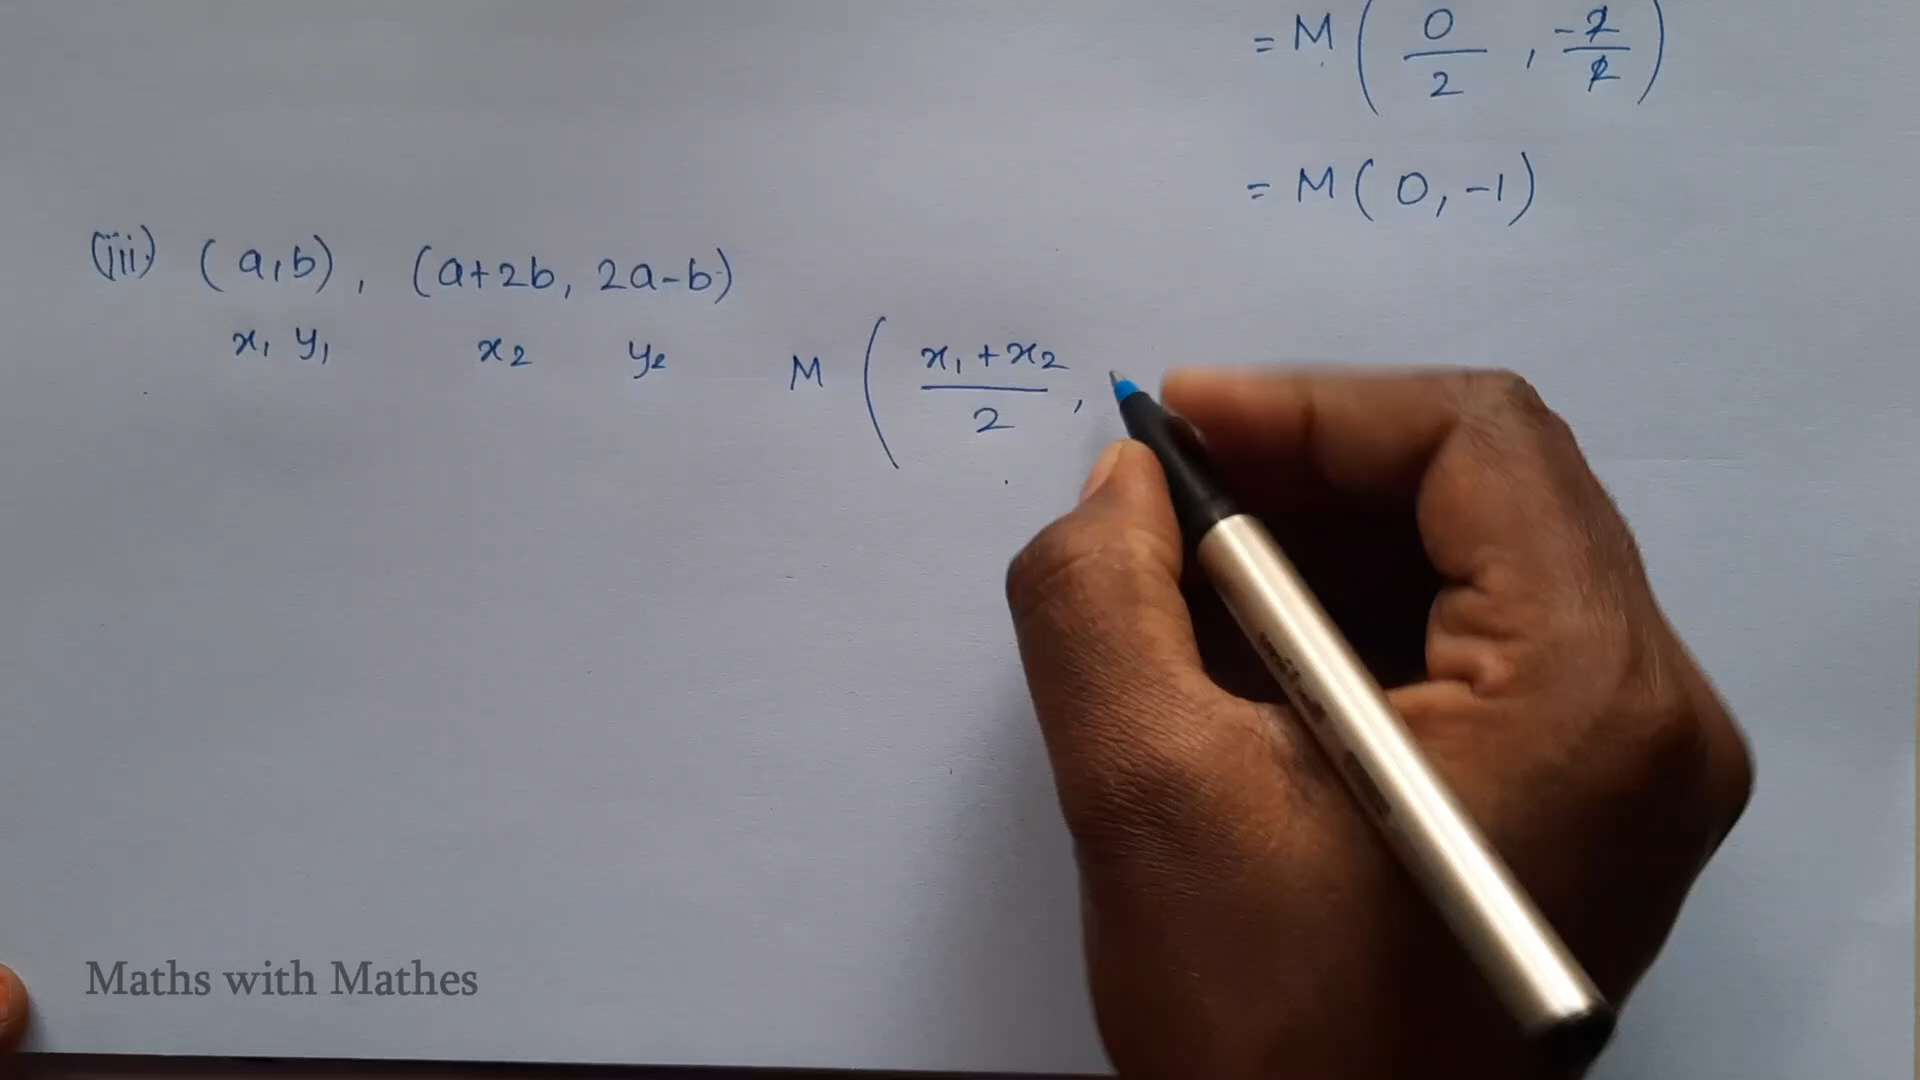 = M ( 0/2 , -2/2 )
= M ( 0, -1 )
(iii) (a, b) , (a+2b, 2a-b)
x₁ y₁ x₂ y₂
M ( x₁ + x₂ / 2 ,
Maths with Mathes